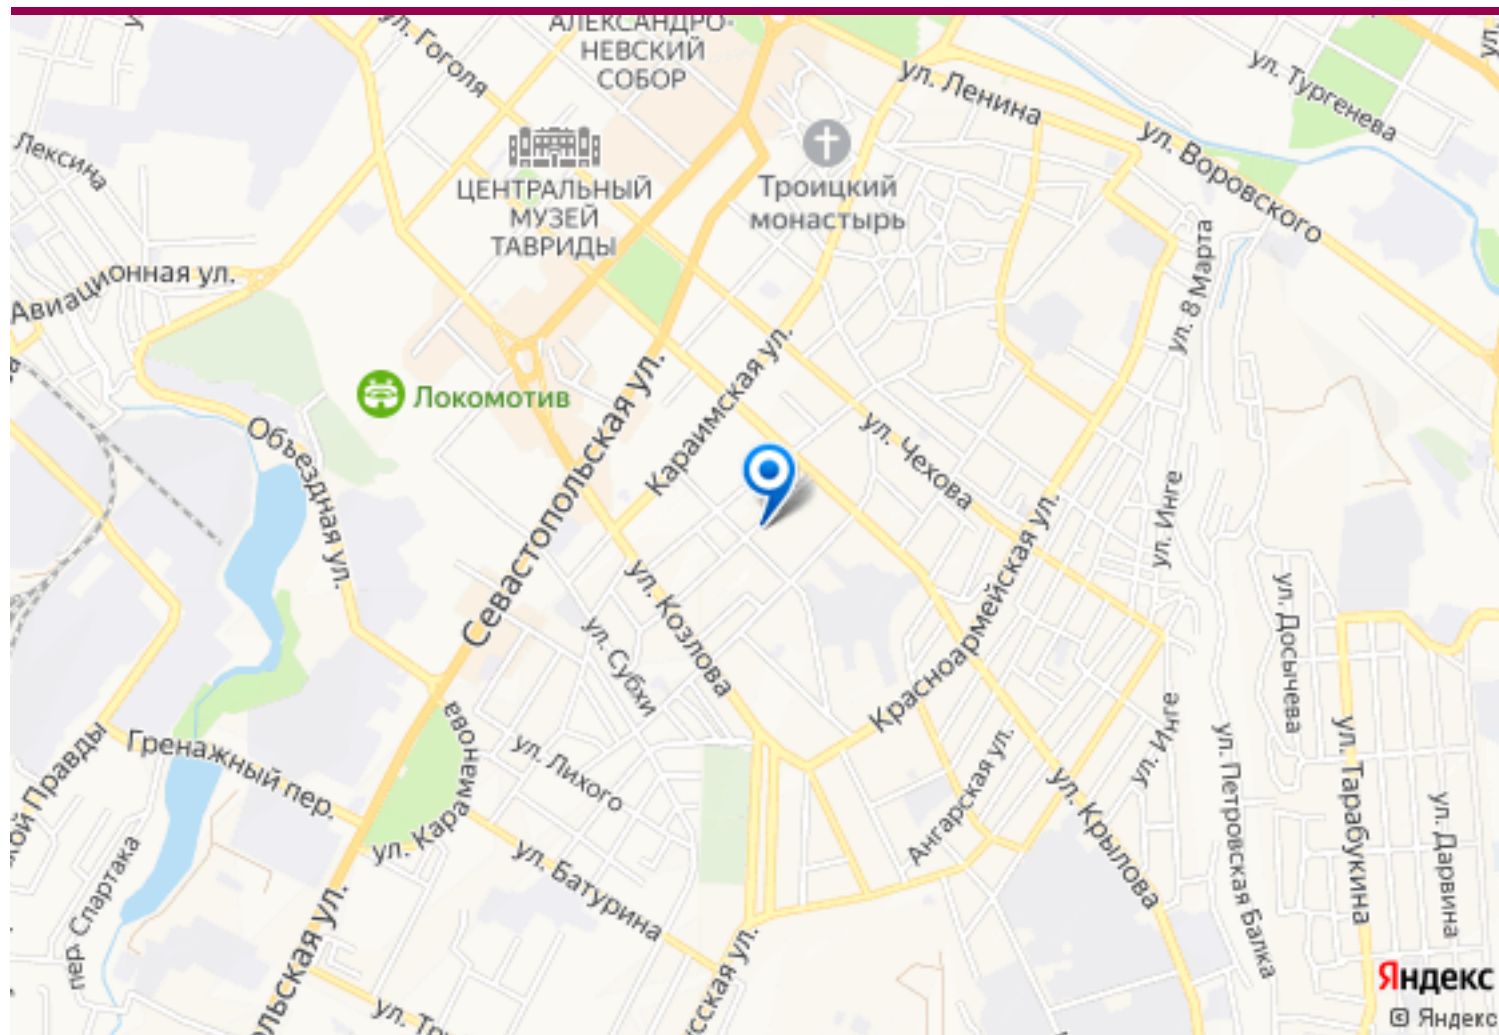 АЛЕКСАНДРО-
НЕВСКИЙ
СОБОР
ул. Гоголя
ул. Ленина
ул. Тургенева
ул. Воровского
Лексина
ЦЕНТРАЛЬНЫЙ
МУЗЕЙ
ТАВРИДЫ
Троицкий
монастырь
ул. 8 Марта
Авиационная ул.
Локомотив
Караимская ул.
Севастопольская ул.
Объездная ул.
ул. Чехова
ул. Инге
ул. Козлова
ул. Субхи
Красноармейская ул.
ул. Досычева
ул. Караманова
ул. Лихого
Гренажный пер.
ул. Инге
ул. Петровская Балка
ул. Тарабукина
ул. Дарвина
Ангарская ул.
ул. Крылова
ул. Батурина
пер. Спартака
Правды
Яндекс
© Яндекс